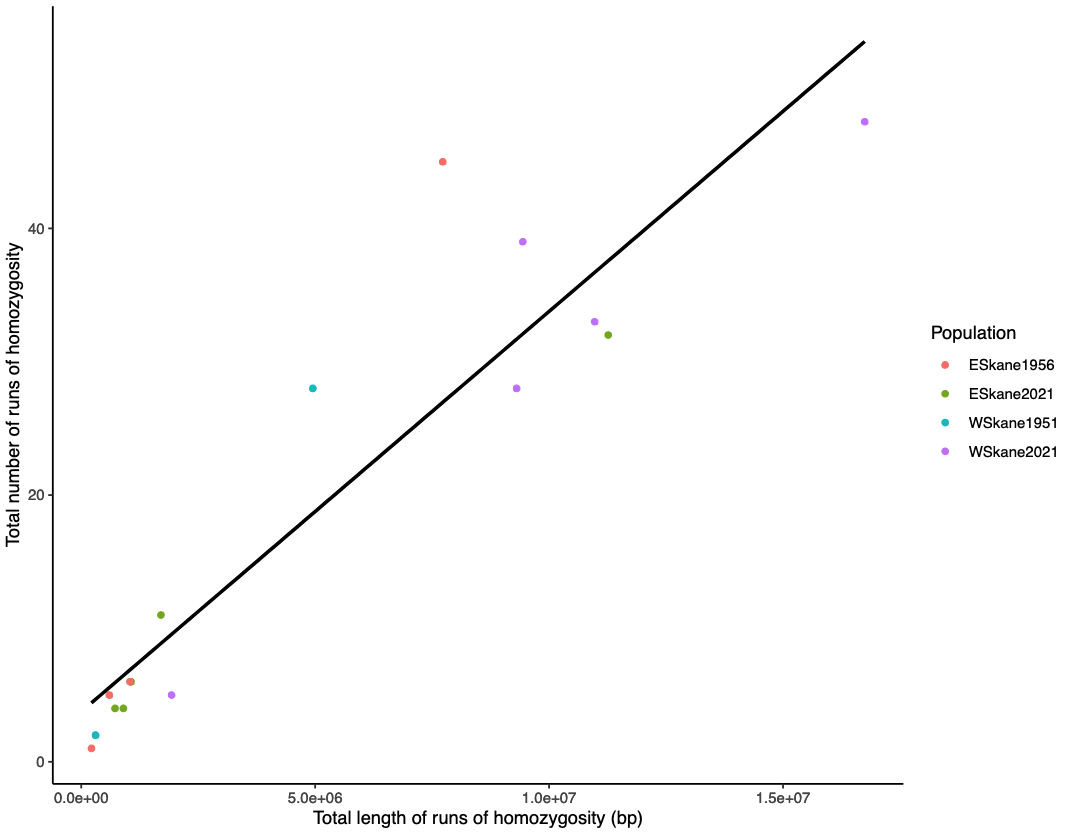 Total number of runs of homozygosity
40
20
0
0.0e+00
5.0e+06
1.0e+07
1.5e+07
Total length of runs of homozygosity (bp)
Population
ESkane1956
ESkane2021
WSkane1951
WSkane2021